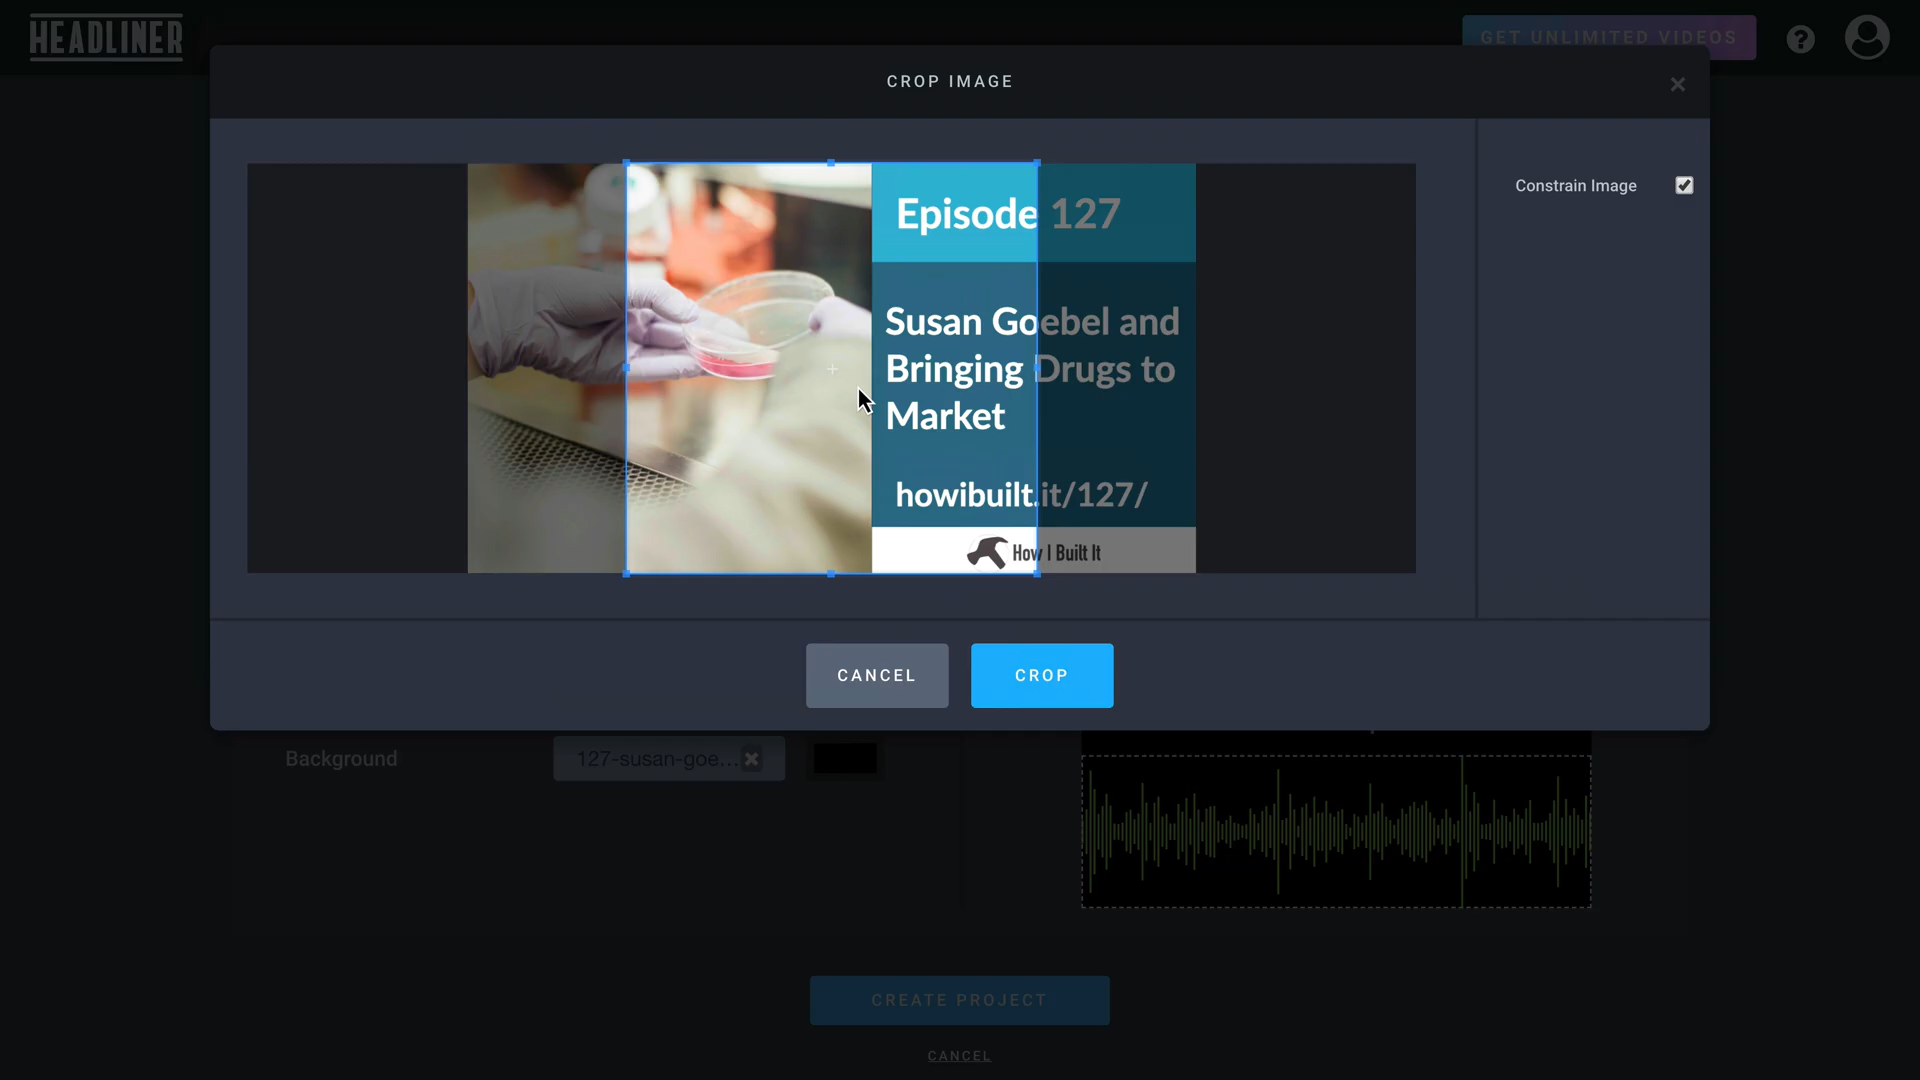 HEADLINER
GET UNLIMITED VIDEOS
?
CROP IMAGE
Constrain Image
Episode 127
Susan Goebel and
Bringing Drugs to
Market
howibuilt.it/127/
How I Built It
CANCEL
CROP
Background
127-susan-goe...
CREATE PROJECT
CANCEL